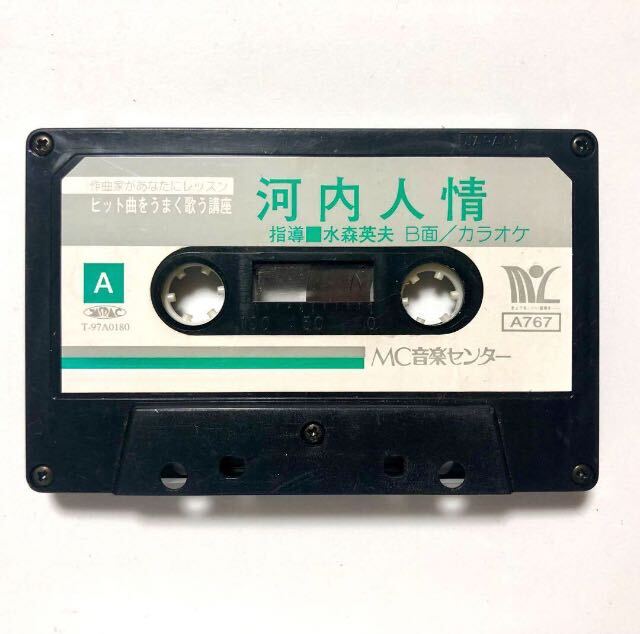 作曲家があなたにレッスン
ヒット曲をうまく歌う講座
河内人情
指導■水森英夫 B面/カラオケ
A
JASRAC
T-97A0180
A767
MC音楽センター